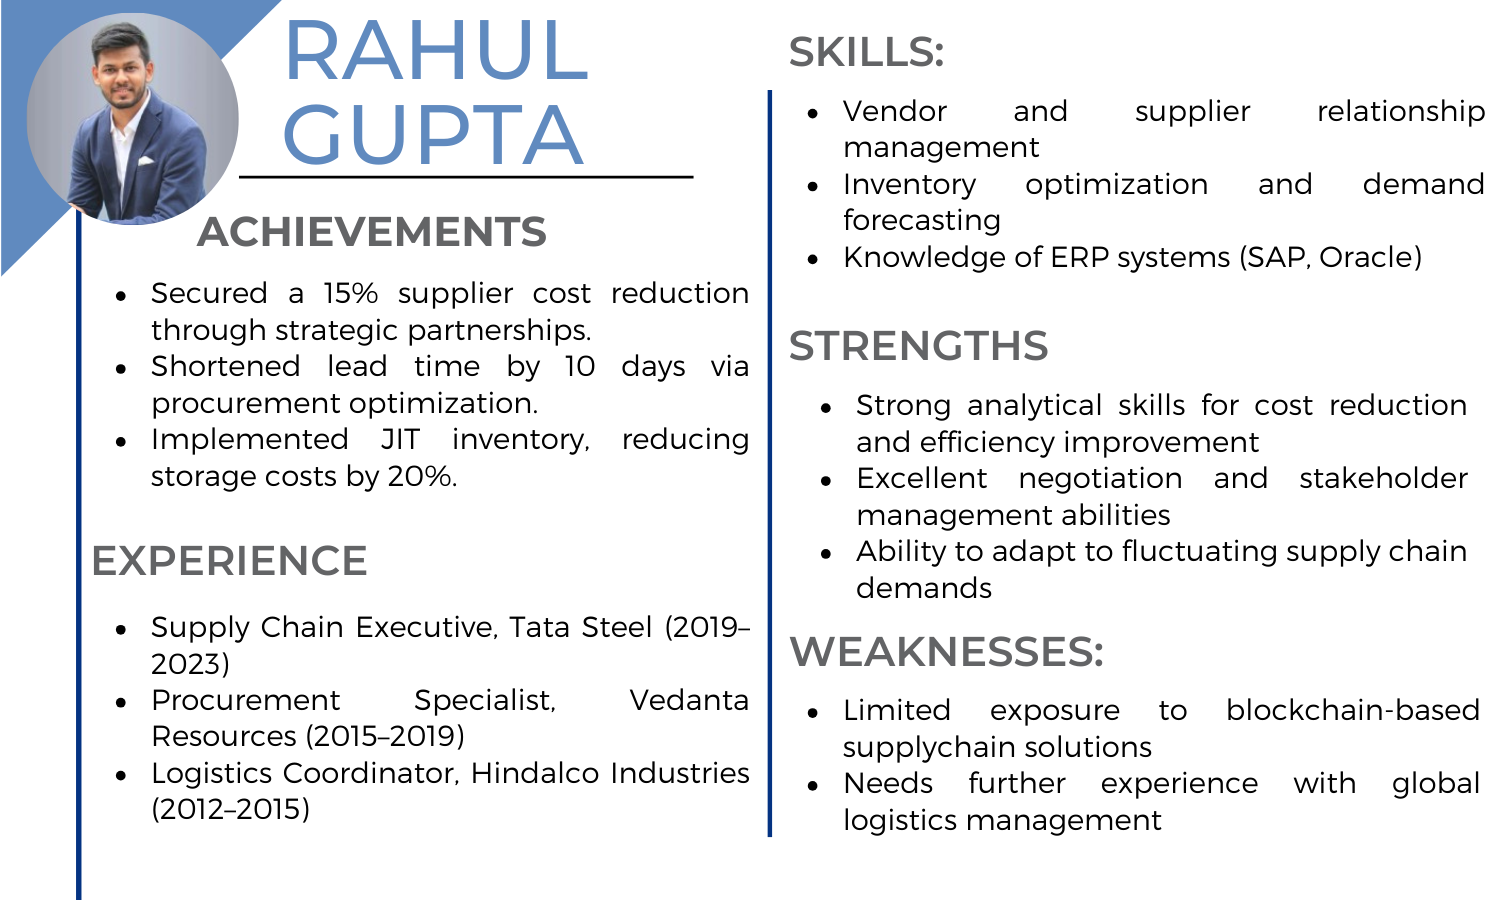 RAHUL
GUPTA
ACHIEVEMENTS
• Secured a 15% supplier cost reduction
through strategic partnerships.
• Shortened lead time by 10 days via
procurement optimization.
• Implemented JIT inventory, reducing
storage costs by 20%.
EXPERIENCE
• Supply Chain Executive, Tata Steel (2019–
2023)
• Procurement Specialist, Vedanta
Resources (2015–2019)
• Logistics Coordinator, Hindalco Industries
(2012–2015)
SKILLS:
• Vendor and supplier relationship
management
• Inventory optimization and demand
forecasting
• Knowledge of ERP systems (SAP, Oracle)
STRENGTHS
• Strong analytical skills for cost reduction
and efficiency improvement
• Excellent negotiation and stakeholder
management abilities
• Ability to adapt to fluctuating supply chain
demands
WEAKNESSES:
• Limited exposure to blockchain-based
supplychain solutions
• Needs further experience with global
logistics management